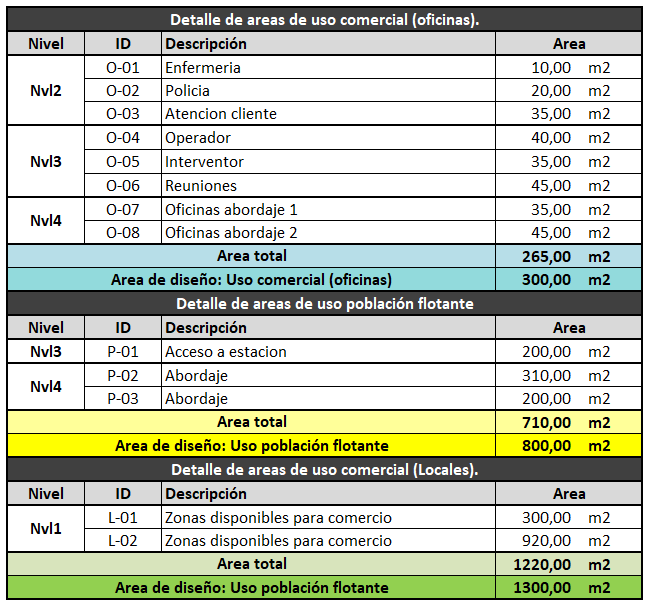 Detalle de areas de uso comercial (oficinas).
Nivel ID Descripción Area
Nvl2
O-01 Enfermeria 10,00 m2
O-02 Policia 20,00 m2
O-03 Atencion cliente 35,00 m2
Nvl3
O-04 Operador 40,00 m2
O-05 Interventor 35,00 m2
O-06 Reuniones 45,00 m2
Nvl4
O-07 Oficinas abordaje 1 35,00 m2
O-08 Oficinas abordaje 2 45,00 m2
Area total 265,00 m2
Area de diseño: Uso comercial (oficinas) 300,00 m2
Detalle de areas de uso población flotante
Nivel ID Descripción Area
Nvl3 P-01 Acceso a estacion 200,00 m2
Nvl4
P-02 Abordaje 310,00 m2
P-03 Abordaje 200,00 m2
Area total 710,00 m2
Area de diseño: Uso población flotante 800,00 m2
Detalle de areas de uso comercial (Locales).
Nivel ID Descripción Area
Nvl1
L-01 Zonas disponibles para comercio 300,00 m2
L-02 Zonas disponibles para comercio 920,00 m2
Area total 1220,00 m2
Area de diseño: Uso población flotante 1300,00 m2